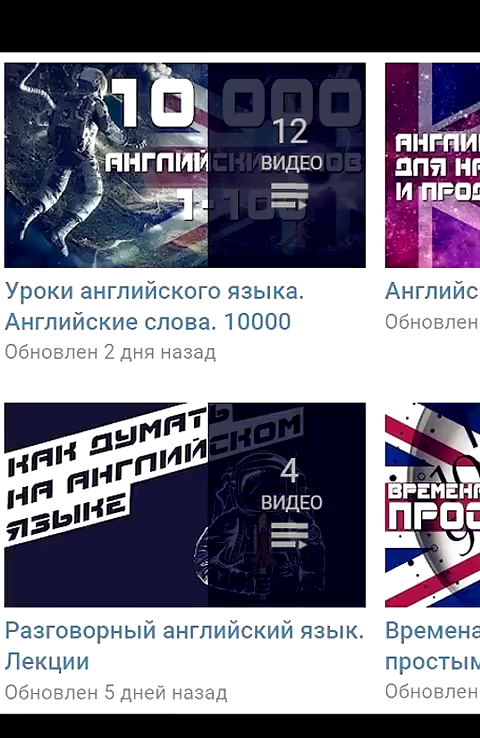 10 000
АНГЛИЙСКИХ СЛОВ
1-100
12
ВИДЕО
АНГЛИ
ДЛЯ НА
И ПРОД
Уроки английского языка.
Английские слова. 10000
Обновлен 2 дня назад
Английс
Обновлен
КАК ДУМАТЬ
НА АНГЛИЙСКОМ
ЯЗЫКЕ
4
ВИДЕО
ВРЕМЕНА
ПРОС
Разговорный английский язык.
Лекции
Обновлен 5 дней назад
Времена
простым
Обновлен